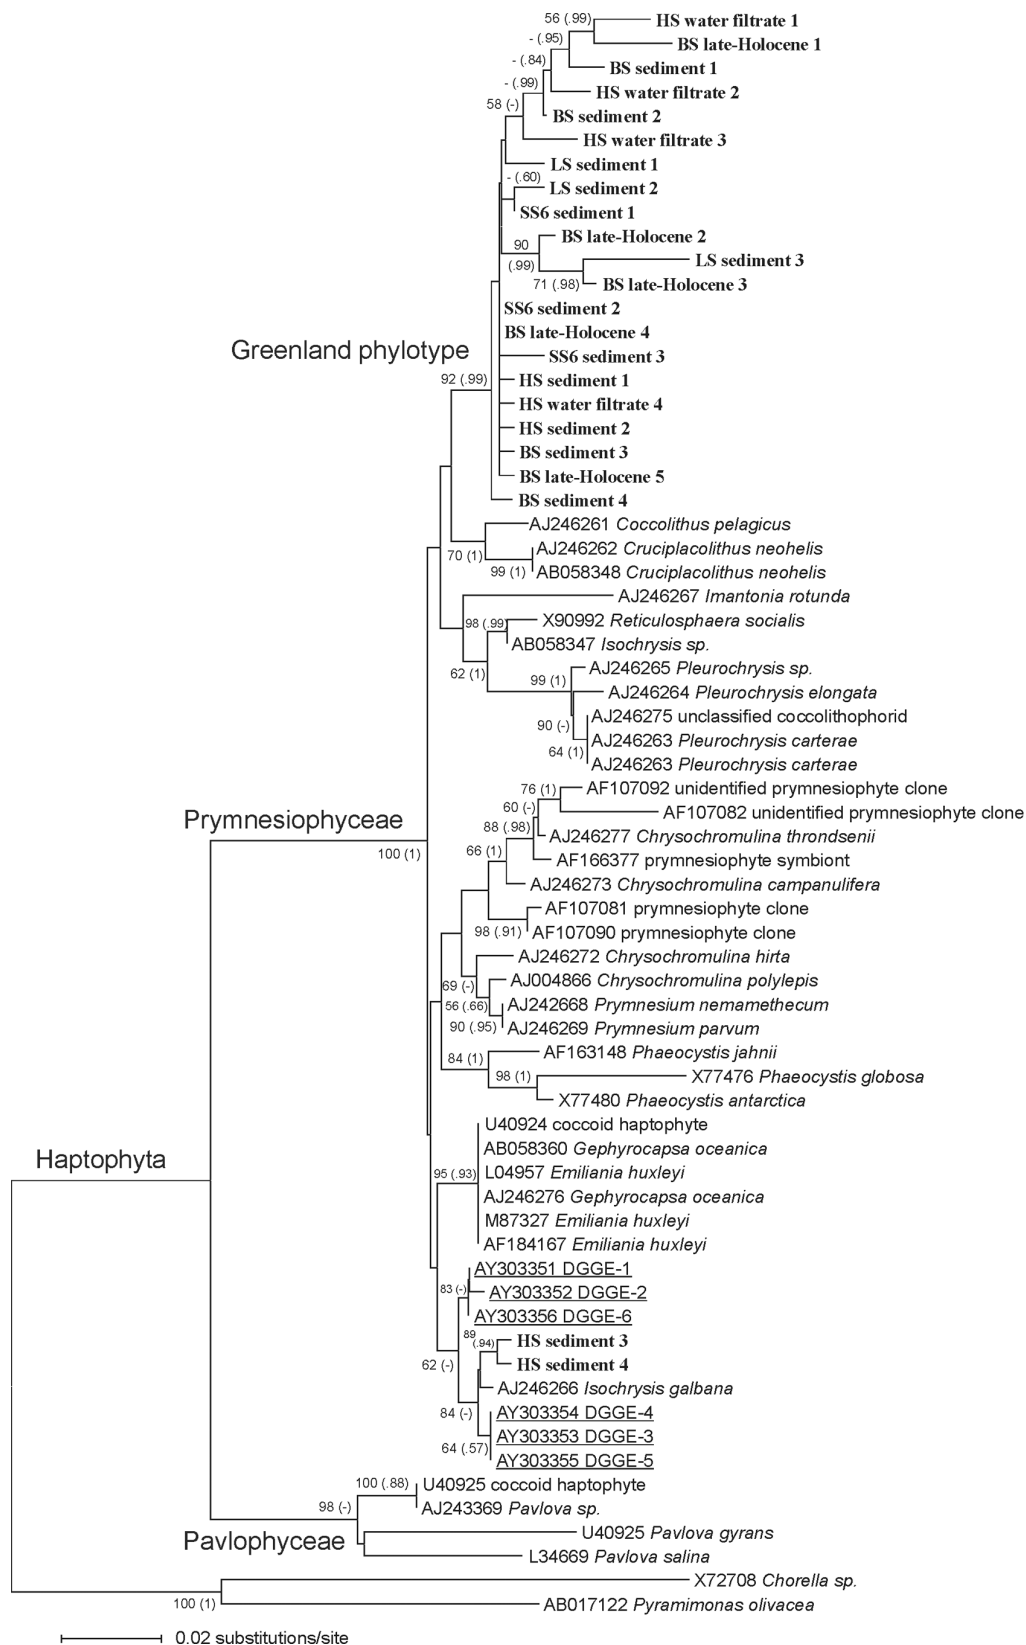 56 (.99)
HS water filtrate 1
- (.95)
BS late-Holocene 1
- (.84)
BS sediment 1
- (.99)
HS water filtrate 2
58 (-)
BS sediment 2
HS water filtrate 3
LS sediment 1
- (.60)
LS sediment 2
SS6 sediment 1
90
(.99)
BS late-Holocene 2
LS sediment 3
71 (.98)
BS late-Holocene 3
SS6 sediment 2
BS late-Holocene 4
Greenland phylotype
SS6 sediment 3
92 (.99)
HS sediment 1
HS water filtrate 4
HS sediment 2
BS sediment 3
BS late-Holocene 5
BS sediment 4
AJ246261 Coccolithus pelagicus
70 (1)
AJ246262 Cruciplacolithus neohelis
99 (1)
AB058348 Cruciplacolithus neohelis
AJ246267 Imantonia rotunda
98 (.99)
X90992 Reticulosphaera socialis
AB058347 Isochrysis sp.
62 (1)
AJ246265 Pleurochrysis sp.
99 (1)
AJ246264 Pleurochrysis elongata
90 (-)
AJ246275 unclassified coccolithophorid
AJ246263 Pleurochrysis carterae
64 (1)
AJ246263 Pleurochrysis carterae
76 (1)
AF107092 unidentified prymnesiophyte clone
60 (-)
AF107082 unidentified prymnesiophyte clone
Prymnesiophyceae
88 (.98)
AJ246277 Chrysochromulina throndsenii
100 (1)
66 (1)
AF166377 prymnesiophyte symbiont
AJ246273 Chrysochromulina campanulifera
AF107081 prymnesiophyte clone
98 (.91)
AF107090 prymnesiophyte clone
AJ246272 Chrysochromulina hirta
69 (-)
AJ004866 Chrysochromulina polylepis
56 (.66)
AJ242668 Prymnesium nemamethecum
90 (.95)
AJ246269 Prymnesium parvum
84 (1)
AF163148 Phaeocystis jahnii
98 (1)
X77476 Phaeocystis globosa
X77480 Phaeocystis antarctica
U40924 coccoid haptophyte
AB058360 Gephyrocapsa oceanica
Haptophyta
95 (.93)
L04957 Emiliania huxleyi
AJ246276 Gephyrocapsa oceanica
M87327 Emiliania huxleyi
AF184167 Emiliania huxleyi
AY303351 DGGE-1
83 (-)
AY303352 DGGE-2
AY303356 DGGE-6
89
(.94)
HS sediment 3
62 (-)
HS sediment 4
AJ246266 Isochrysis galbana
84 (-)
AY303354 DGGE-4
AY303353 DGGE-3
64 (.57)
AY303355 DGGE-5
100 (.88)
U40925 coccoid haptophyte
98 (-)
AJ243369 Pavlova sp.
Pavlophyceae
U40925 Pavlova gyrans
L34669 Pavlova salina
X72708 Chorella sp.
100 (1)
AB017122 Pyramimonas olivacea
0.02 substitutions/site